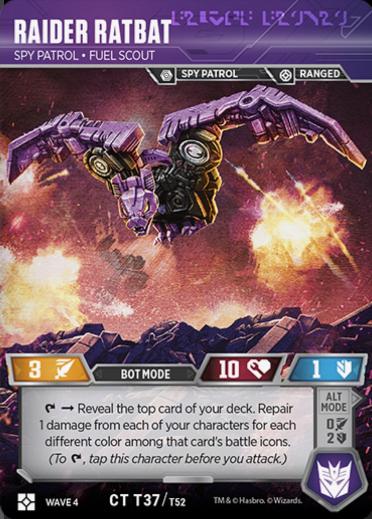 RAIDER RATBAT
SPY PATROL • FUEL SCOUT
SPY PATROL
RANGED
3
BOT MODE
10
1
→ Reveal the top card of your deck. Repair
1 damage from each of your characters for each
different color among that card's battle icons.
(To , tap this character before you attack.)
ALT
MODE
0
2
WAVE 4
CT T37/T52
TM & © Hasbro. © Wizards.